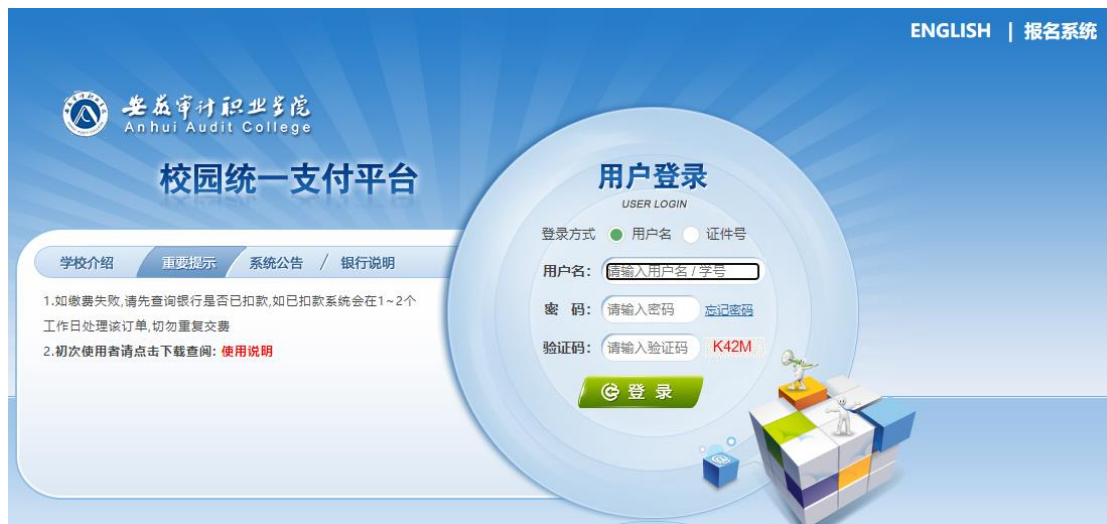 ENGLISH | 报名系统
安徽审计职业学院
Anhui Audit College
校园统一支付平台
学校介绍 重要提示 系统公告 / 银行说明
1.如缴费失败,请先查询银行是否已扣款,如已扣款系统会在1~2个
工作日处理该订单,切勿重复交费
2.初次使用者请点击下载查阅: 使用说明
用户登录
USER LOGIN
登录方式 用户名 证件号
用户名: 请输入用户名 / 学号
密 码: 请输入密码 忘记密码
验证码: 请输入验证码 K42M
登 录